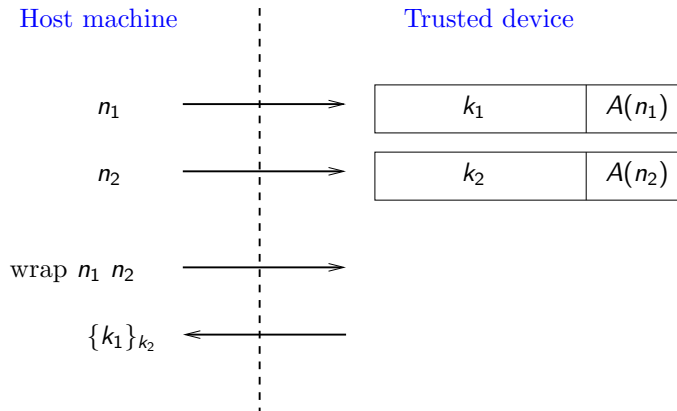 Host machine Trusted device
n₁ k₁ A(n₁)
n₂ k₂ A(n₂)
wrap n₁ n₂
{k₁}ₖ₂